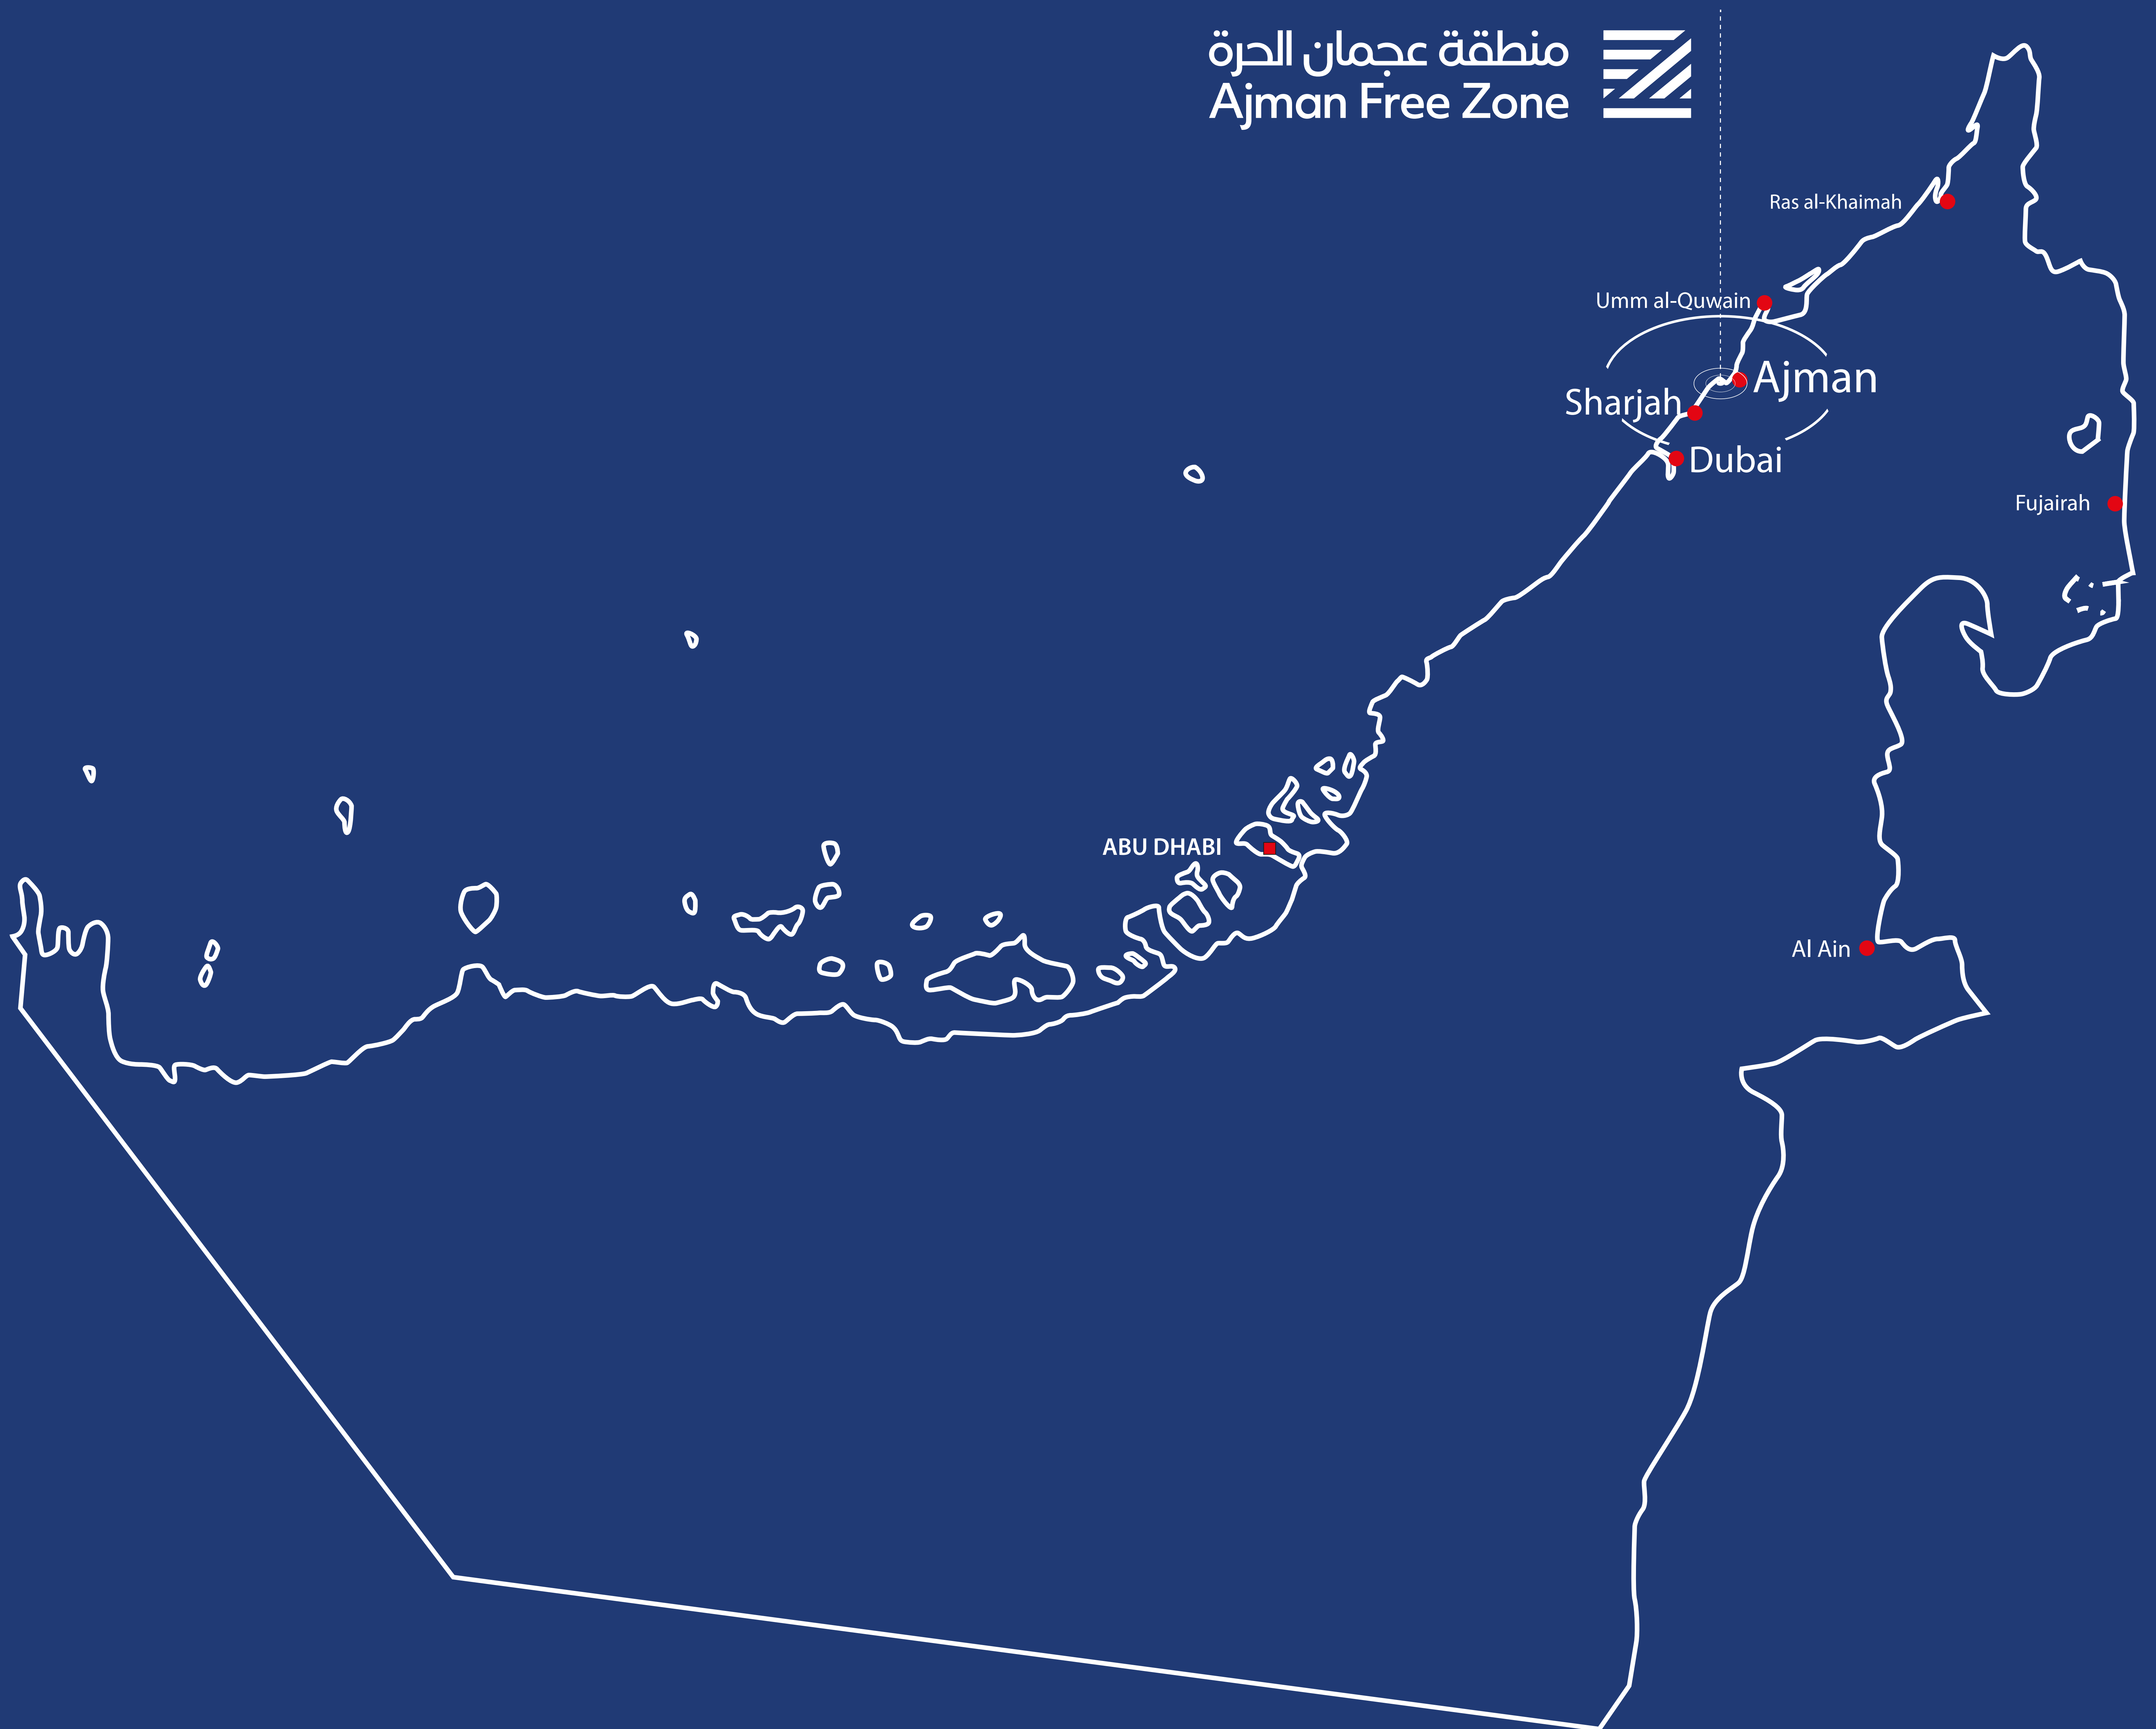 منطقة عجمان الحرة
Ajman Free Zone
Ras al-Khaimah
Umm al-Quwain
Ajman
Sharjah
Dubai
Fujairah
ABU DHABI
Al Ain